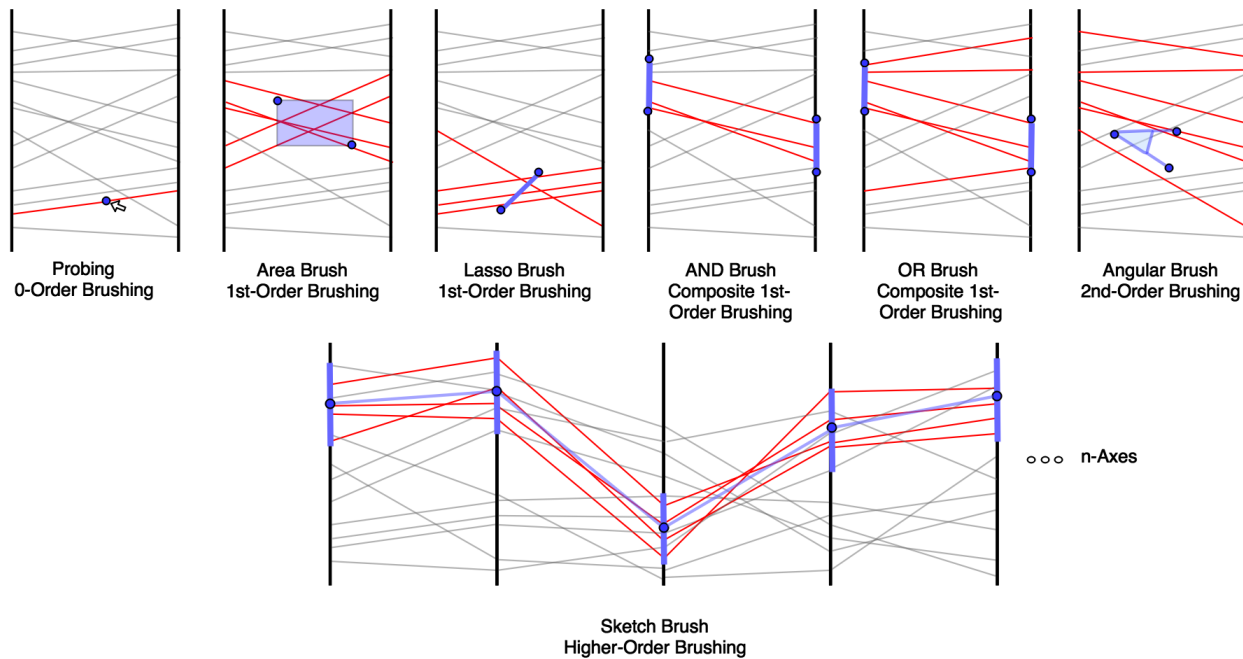 Probing
0-Order Brushing
Area Brush
1st-Order Brushing
Lasso Brush
1st-Order Brushing
AND Brush
Composite 1st-
Order Brushing
OR Brush
Composite 1st-
Order Brushing
Angular Brush
2nd-Order Brushing
n-Axes
Sketch Brush
Higher-Order Brushing